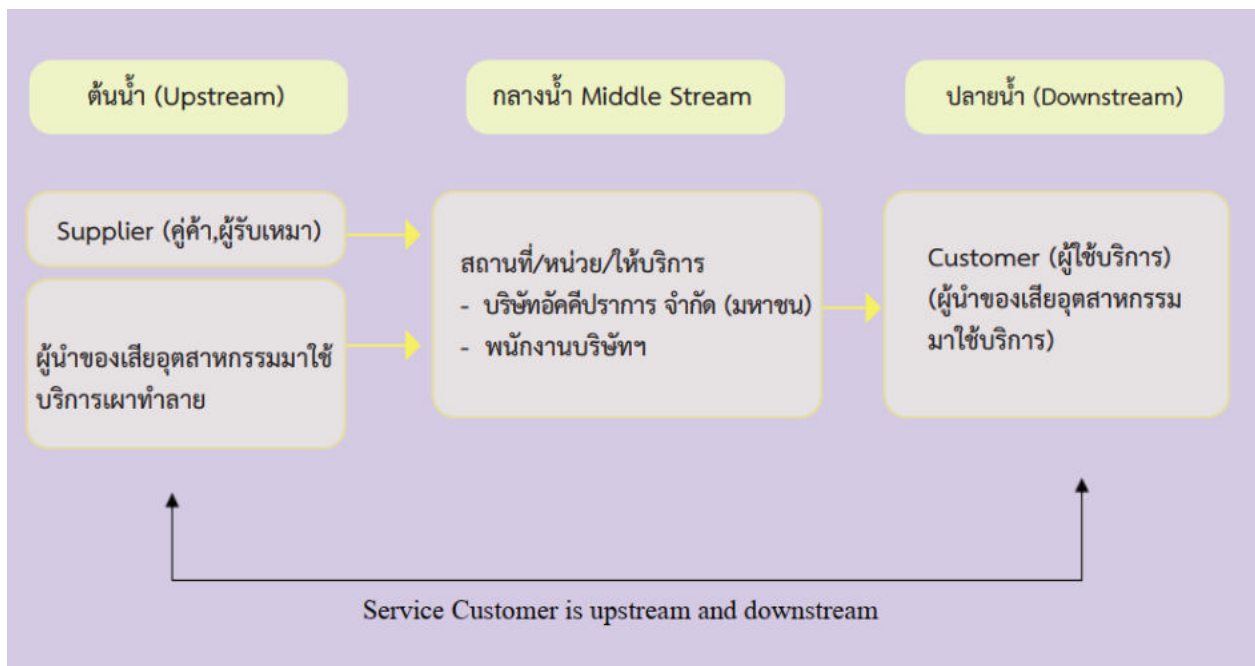 ต้นน้ำ (Upstream)
กลางน้ำ Middle Stream
ปลายน้ำ (Downstream)
Supplier (คู่ค้า,ผู้รับเหมา)
ผู้นำของเสียอุตสาหกรรมมาใช้
บริการเผาทำลาย
สถานที่/หน่วย/ให้บริการ
- บริษัทอัคคีปราการ จำกัด (มหาชน)
- พนักงานบริษัทฯ
Customer (ผู้ใช้บริการ)
(ผู้นำของเสียอุตสาหกรรม
มาใช้บริการ)
Service Customer is upstream and downstream